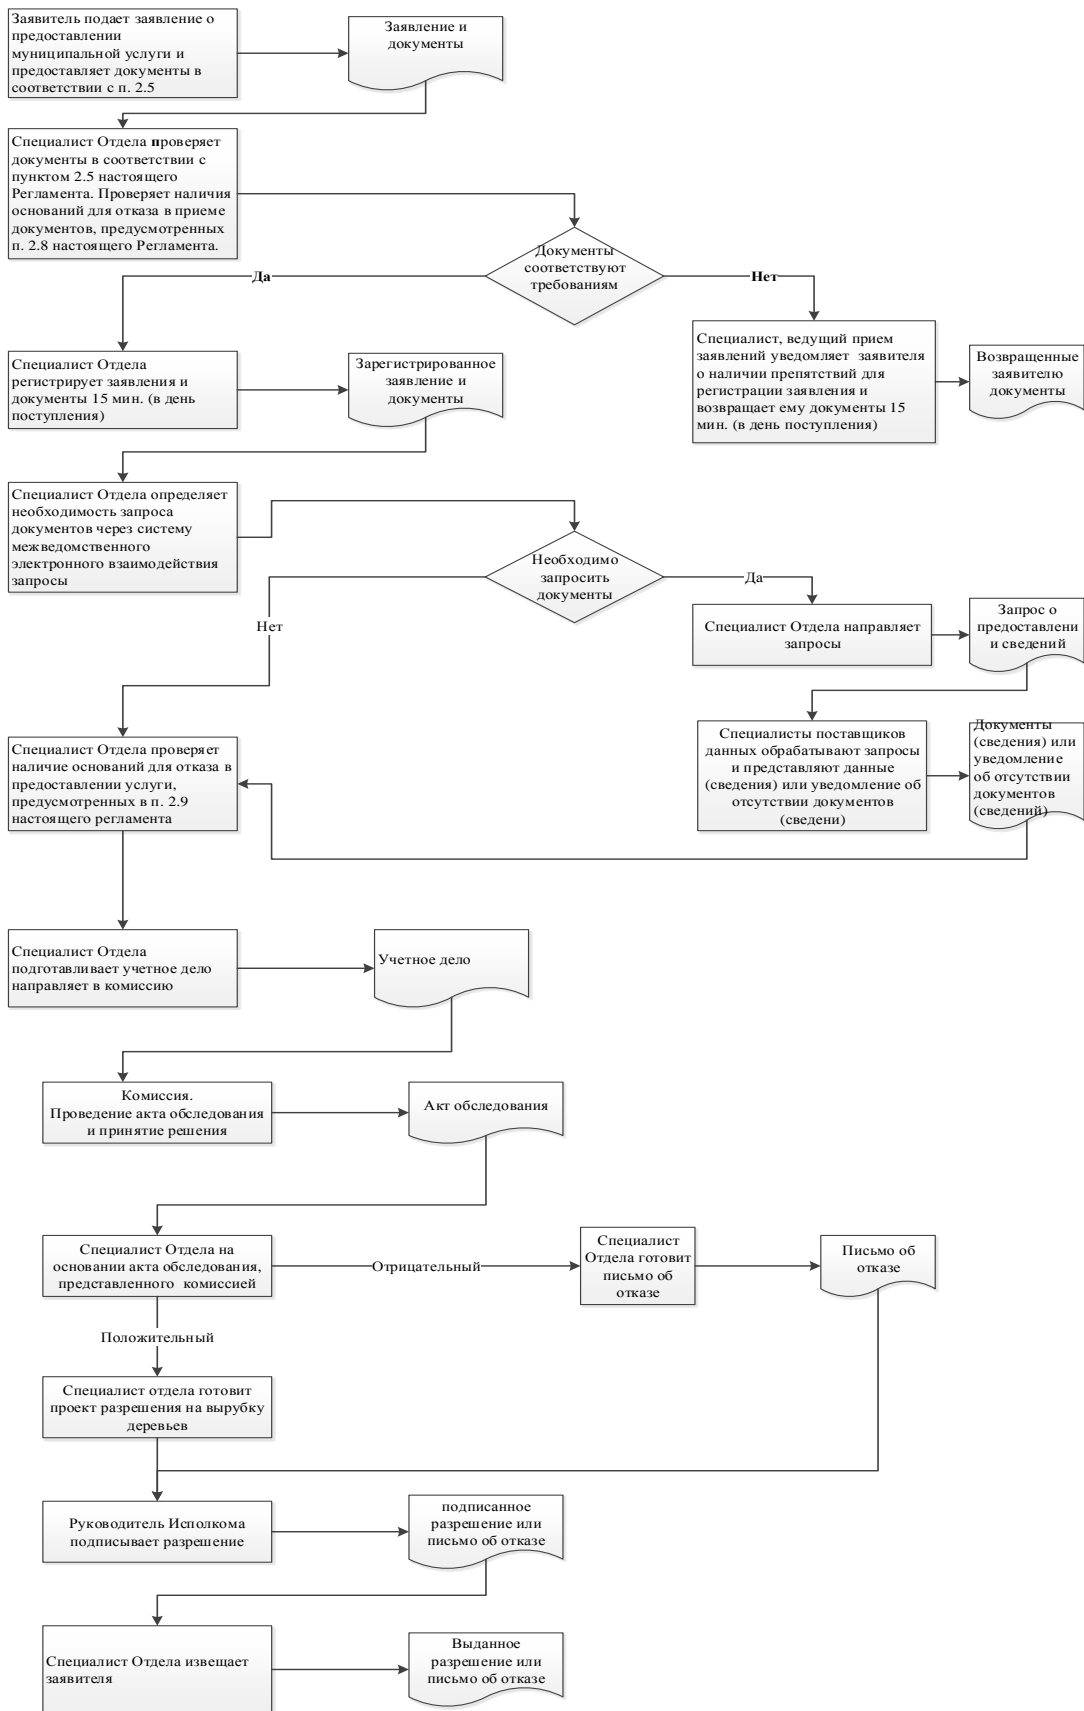 Заявитель подает заявление о
предоставлении
муниципальной услуги и
предоставляет документы в
соответствии с п. 2.5
Заявление и
документы
Специалист Отдела проверяет
документы в соответствии с
пунктом 2.5 настоящего
Регламента. Проверяет наличия
оснований для отказа в приеме
документов, предусмотренных
п. 2.8 настоящего Регламента.
Документы
соответствуют
требованиям
Да
Нет
Специалист Отдела
регистрирует заявления и
документы 15 мин. (в день
поступления)
Зарегистрированное
заявление и
документы
Специалист, ведущий прием
заявлений уведомляет заявителя
о наличии препятствий для
регистрации заявления и
возвращает ему документы 15
мин. (в день поступления)
Возвращенные
заявителю
документы
Специалист Отдела определяет
необходимость запроса
документов через систему
межведомственного
электронного взаимодействия
запросы
Необходимо
запросить
документы
Да
Нет
Специалист Отдела направляет
запросы
Запрос о
предоставлени
и сведений
Специалисты поставщиков
данных обрабатывают запросы
и представляют данные
(сведения) или уведомление об
отсутствии документов
(сведени)
Документы
(сведения) или
уведомление
об отсутствии
документов
(сведений)
Специалист Отдела проверяет
наличие оснований для отказа в
предоставлении услуги,
предусмотренных в п. 2.9
настоящего регламента
Специалист Отдела
подготавливает учетное дело
направляет в комиссию
Учетное дело
Комиссия.
Проведение акта обследования
и принятие решения
Акт обследования
Специалист Отдела на
основании акта обследования,
представленного комиссией
Отрицательный
Специалист
Отдела готовит
письмо об
отказе
Письмо об
отказе
Положительный
Специалист отдела готовит
проект разрешения на вырубку
деревьев
Руководитель Исполкома
подписывает разрешение
подписанное
разрешение или
письмо об отказе
Специалист Отдела извещает
заявителя
Выданное
разрешение или
письмо об отказе